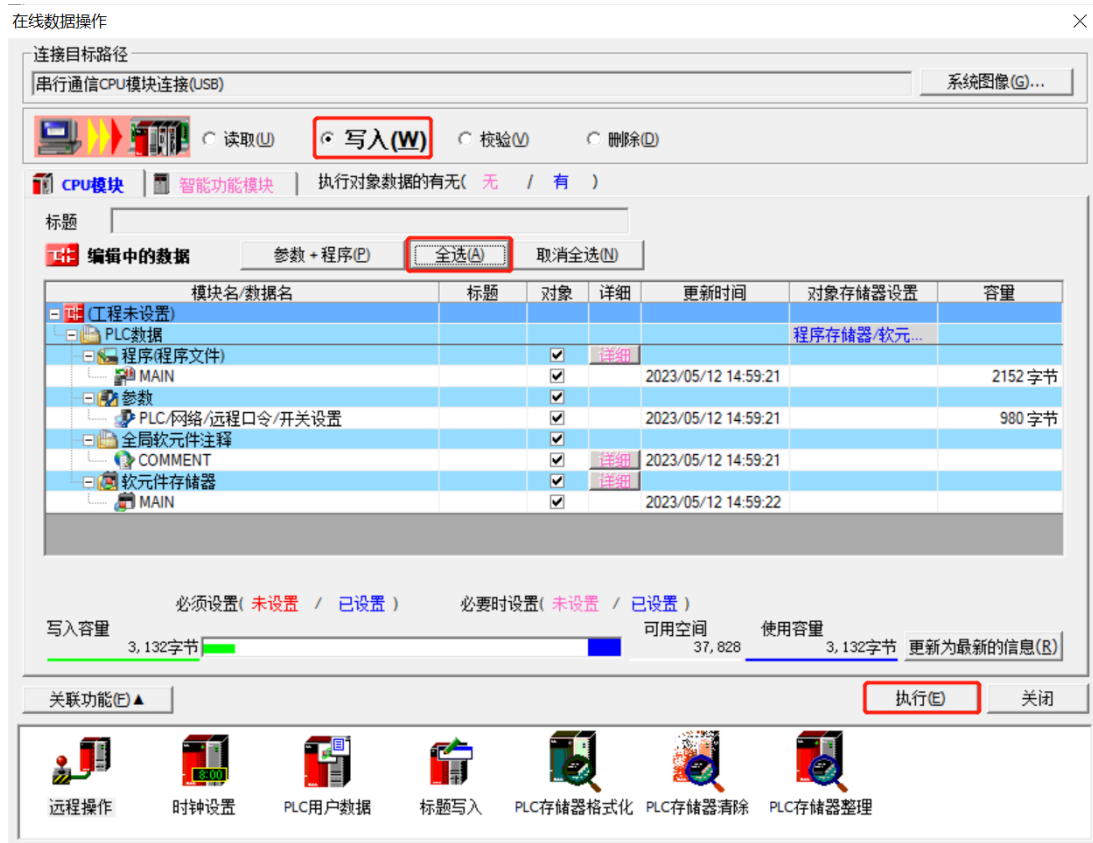 在线数据操作
连接目标路径
串行通信CPU模块连接(USB)
系统图像(G)...
读取(U) 写入(W) 校验(V) 删除(D)
CPU模块 智能功能模块 执行对象数据的有无( 无 / 有 )
标题
编辑中的数据 参数+程序(P) 全选(A) 取消全选(N)
模块名/数据名 标题 对象 详细 更新时间 对象存储器设置 容量
(工程未设置)
PLC数据 程序存储器/软元...
程序(程序文件) 详细
MAIN 2023/05/12 14:59:21 2152 字节
参数
PLC/网络/远程口令/开关设置 2023/05/12 14:59:21 980 字节
全局软元件注释
COMMENT 详细 2023/05/12 14:59:21
软元件存储器 详细
MAIN 2023/05/12 14:59:22
必须设置( 未设置 / 已设置 ) 必要时设置( 未设置 / 已设置 )
写入容量 可用空间 使用容量
3,132字节 37,828 3,132字节 更新为最新的信息(R)
关联功能(F)▲ 执行(E) 关闭
8:00
远程操作 时钟设置 PLC用户数据 标题写入 PLC存储器格式化 PLC存储器清除 PLC存储器整理